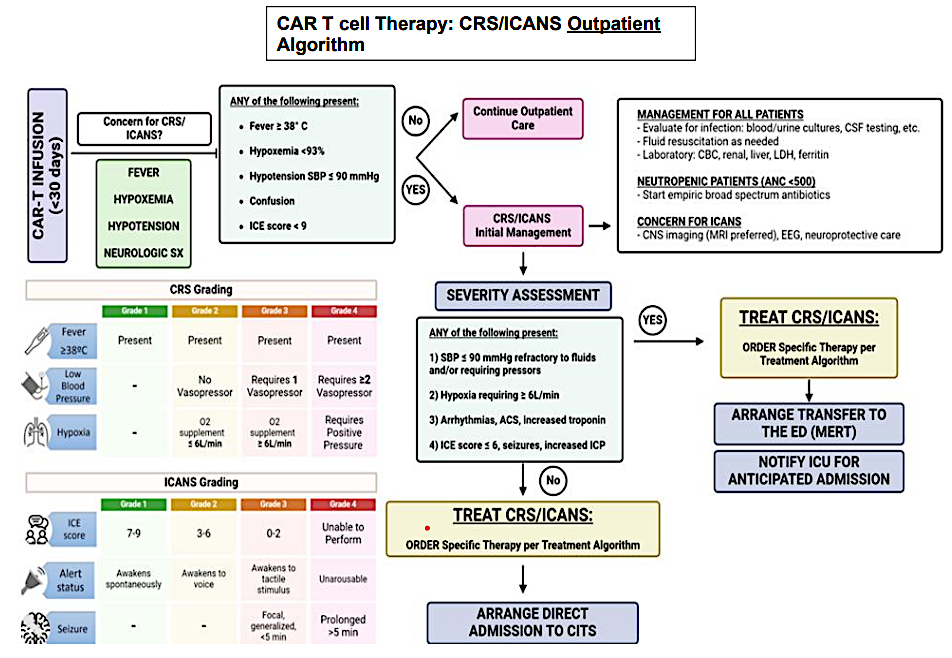 CAR T cell Therapy: CRS/ICANS Outpatient
Algorithm
CAR-T INFUSION
(<30 days)
Concern for CRS/
ICANS?
FEVER
HYPOXEMIA
HYPOTENSION
NEUROLOGIC SX
ANY of the following present:
• Fever ≥ 38° C
• Hypoxemia <93%
• Hypotension SBP ≤ 90 mmHg
• Confusion
• ICE score < 9
No
YES
Continue Outpatient
Care
CRS/ICANS
Initial Management
MANAGEMENT FOR ALL PATIENTS
- Evaluate for infection: blood/urine cultures, CSF testing, etc.
- Fluid resuscitation as needed
- Laboratory: CBC, renal, liver, LDH, ferritin
NEUTROPENIC PATIENTS (ANC <500)
- Start empiric broad spectrum antibiotics
CONCERN FOR ICANS
- CNS imaging (MRI preferred), EEG, neuroprotective care
SEVERITY ASSESSMENT
ANY of the following present:
1) SBP ≤ 90 mmHg refractory to fluids
and/or requiring pressors
2) Hypoxia requiring ≥ 6L/min
3) Arrhythmias, ACS, increased troponin
4) ICE score ≤ 6, seizures, increased ICP
YES
TREAT CRS/ICANS:
ORDER Specific Therapy per
Treatment Algorithm
ARRANGE TRANSFER TO
THE ED (MERT)
NOTIFY ICU FOR
ANTICIPATED ADMISSION
No
TREAT CRS/ICANS:
ORDER Specific Therapy per Treatment Algorithm
ARRANGE DIRECT
ADMISSION TO CITS
CRS Grading
Grade 1 Grade 2 Grade 3 Grade 4
Fever
≥38ºC
Present Present Present Present
Low
Blood
Pressure
- No
Vasopressor
Requires 1
Vasopressor
Requires ≥2
Vasopressor
Hypoxia
- O2
supplement
≤ 6L/min
O2
supplement
≥ 6L/min
Requires
Positive
Pressure
ICANS Grading
Grade 1 Grade 2 Grade 3 Grade 4
ICE
score
7-9 3-6 0-2 Unable to
Perform
Alert
status
Awakens
spontaneously
Awakens to
voice
Awakens to
tactile
stimulus
Unarousable
Seizure
- - Focal,
generalized,
<5 min
Prolonged
>5 min